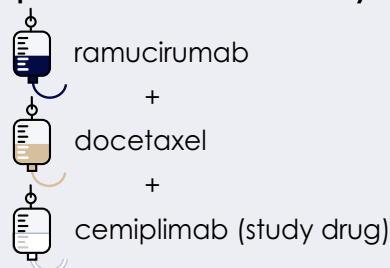 ramucirumab
+
docetaxel
+
cemiplimab (study drug)